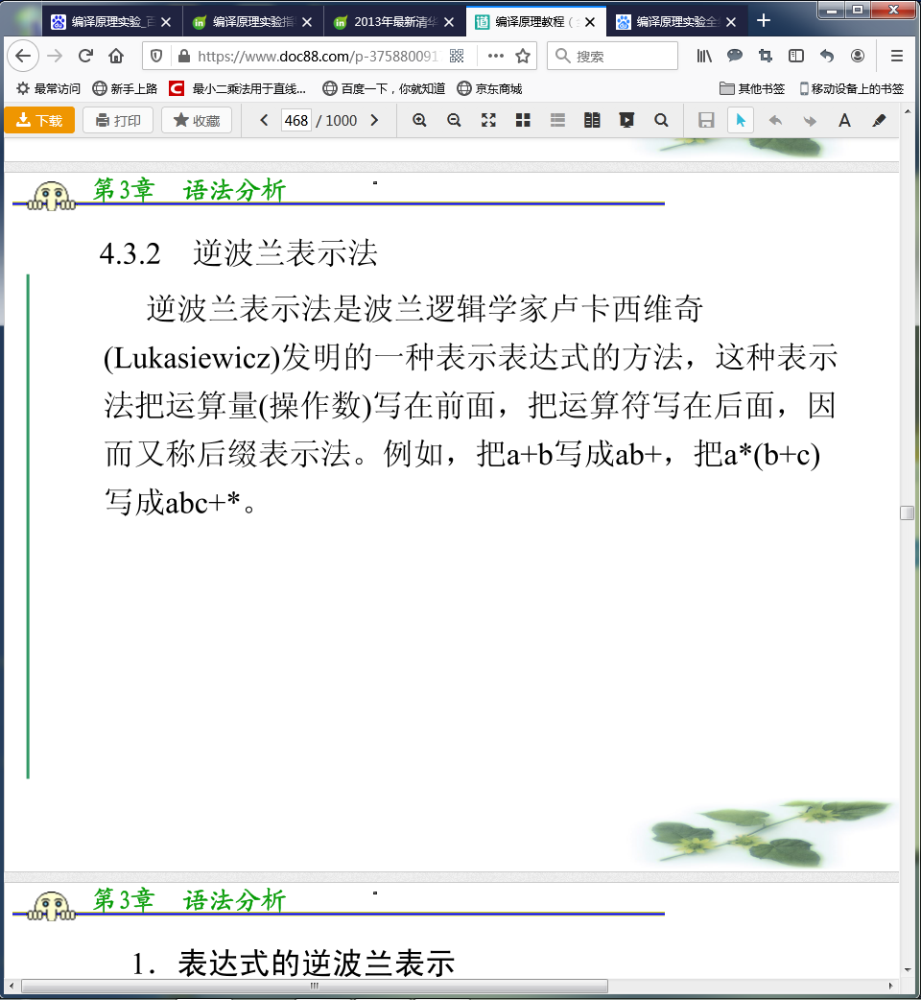 编译原理实验_百
编译原理实验指
2013年最新清华
编译原理教程（
编译原理实验全
https://www.doc88.com/p-37588009
搜索
最常访问
新手上路
最小二乘法用于直线...
百度一下，你就知道
京东商城
其他书签
移动设备上的书签
下载
打印
收藏
468 / 1000
第3章 语法分析
4.3.2 逆波兰表示法
逆波兰表示法是波兰逻辑学家卢卡西维奇
(Lukasiewicz)发明的一种表示表达式的方法，这种表示
法把运算量(操作数)写在前面，把运算符写在后面，因
而又称后缀表示法。例如，把a+b写成ab+，把a*(b+c)
写成abc+*。
第3章 语法分析
1．表达式的逆波兰表示